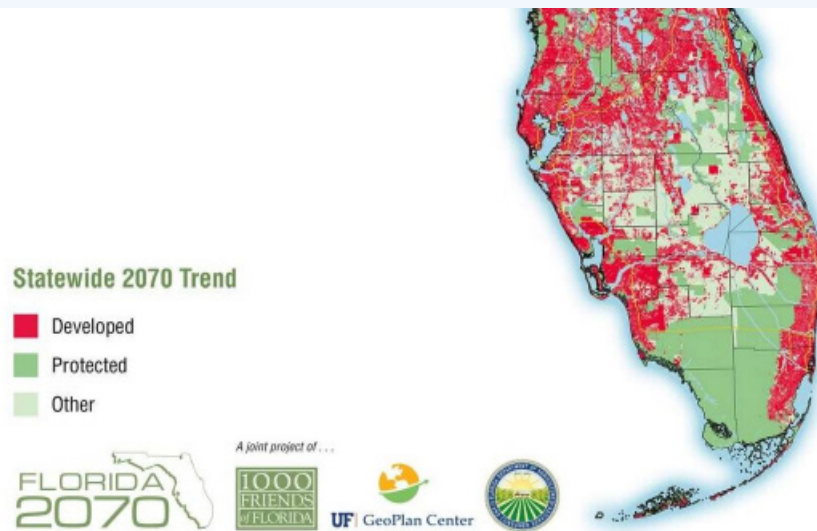 Statewide 2070 Trend
Developed
Protected
Other
A joint project of . . .
FLORIDA
2070
1000
FRIENDS
of FLORIDA
UF GeoPlan Center